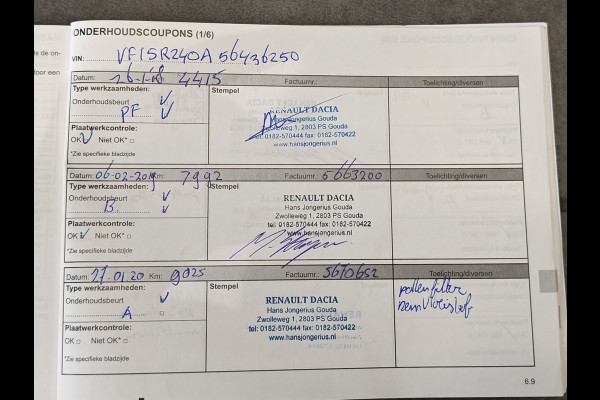 ONDERHOUDSCOUPONS (1/6)
VIN: VF15R240A 56436250
Datum: 26-1-18 4415 Factuurnr.: Toelichting/diversen
Type werkzaamheden:
Onderhoudsbeurt
PF
Plaatwerkcontrole:
OK Niet OK*
*Zie specifieke bladzijde
Stempel
RENAULT DACIA
Hans Jongerius Gouda
Zwolleweg 1, 2803 PS Gouda
tel: 0182-570444 fax: 0182-570422
www.hansjongerius.nl
Datum: 06-02-2019 Km: 7992 Factuurnr.: 5663200 Toelichting/diversen
Type werkzaamheden:
Onderhoudsbeurt
B.
Plaatwerkcontrole:
OK Niet OK*
*Zie specifieke bladzijde
Stempel
RENAULT DACIA
Hans Jongerius Gouda
Zwolleweg 1, 2803 PS Gouda
tel: 0182-570444 fax: 0182-570422
www.hansjongerius.nl
Datum: 27.01.20 Km: 9025 Factuurnr.: 5670652 Toelichting/diversen
Type werkzaamheden:
Onderhoudsbeurt
A
Plaatwerkcontrole:
OK Niet OK*
*Zie specifieke bladzijde
Stempel
RENAULT DACIA
Hans Jongerius Gouda
Zwolleweg 1, 2803 PS Gouda
tel: 0182-570444 fax: 0182-570422
www.hansjongerius.nl
pollenfilter
remvloeistof
6.9